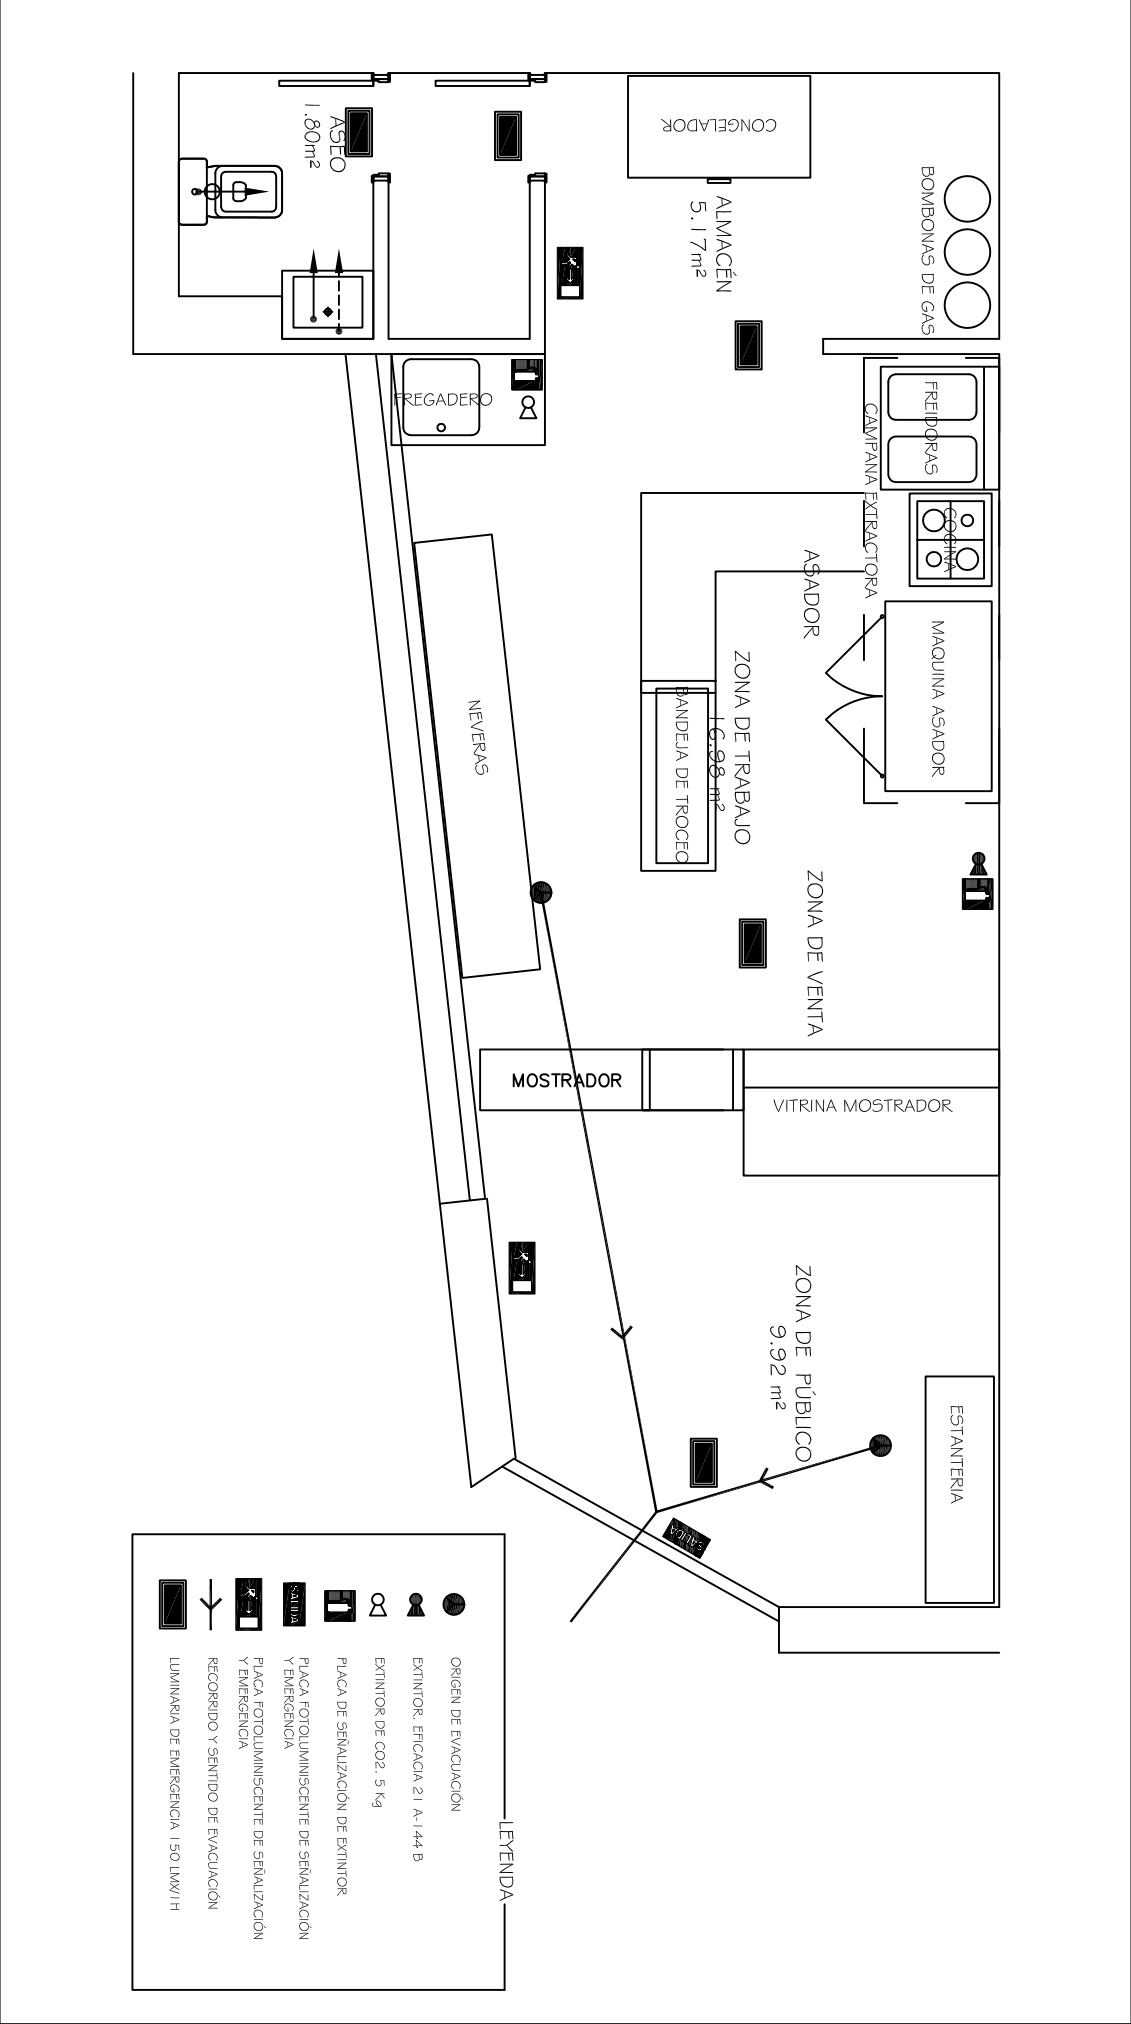 ASEO
1.80m²
CONGELADOR
ALMACÉN
5.17m²
BOMBONAS DE GAS
FREGADERO
FREIDORAS
CAMPANA EXTRACTORA
COCINA
ASADOR
MAQUINA ASADOR
NEVERAS
ZONA DE TRABAJO
16.98 m²
BANDEJA DE TROCEO
ZONA DE VENTA
MOSTRADOR
VITRINA MOSTRADOR
ZONA DE PÚBLICO
9.92 m²
ESTANTERIA
SALIDA
LEYENDA
ORIGEN DE EVACUACIÓN
EXTINTOR. EFICACIA 21 A-144 B
EXTINTOR DE CO2. 5 Kg
PLACA DE SEÑALIZACIÓN DE EXTINTOR
SALIDA
PLACA FOTOLUMINISCENTE DE SEÑALIZACIÓN
Y EMERGENCIA
PLACA FOTOLUMINISCENTE DE SEÑALIZACIÓN
Y EMERGENCIA
RECORRIDO Y SENTIDO DE EVACUACIÓN
LUMINARIA DE EMERGENCIA 150 LMX/1H